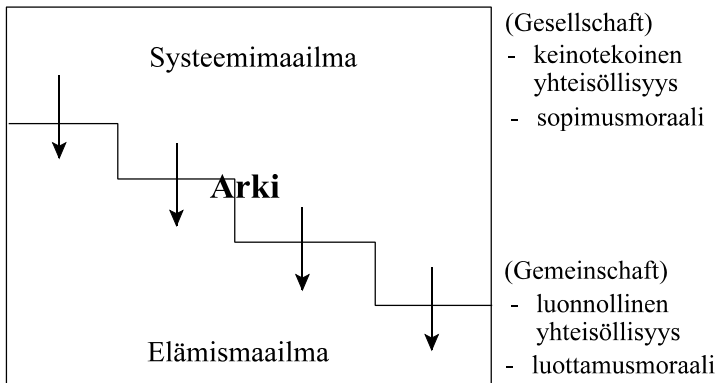 Systeemimaailma
Arki
Elämismaailma
(Gesellschaft)
- keinotekoinen
yhteisöllisyys
- sopimusmoraali
(Gemeinschaft)
- luonnollinen
yhteisöllisyys
- luottamusmoraali